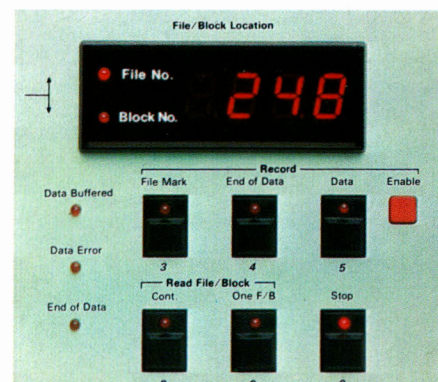 File/Block Location
File No. 248
Block No.
Record
File Mark End of Data Data Enable
Data Buffered
3 4 5
Data Error
Read File/Block
Cont. One F/B Stop
End of Data